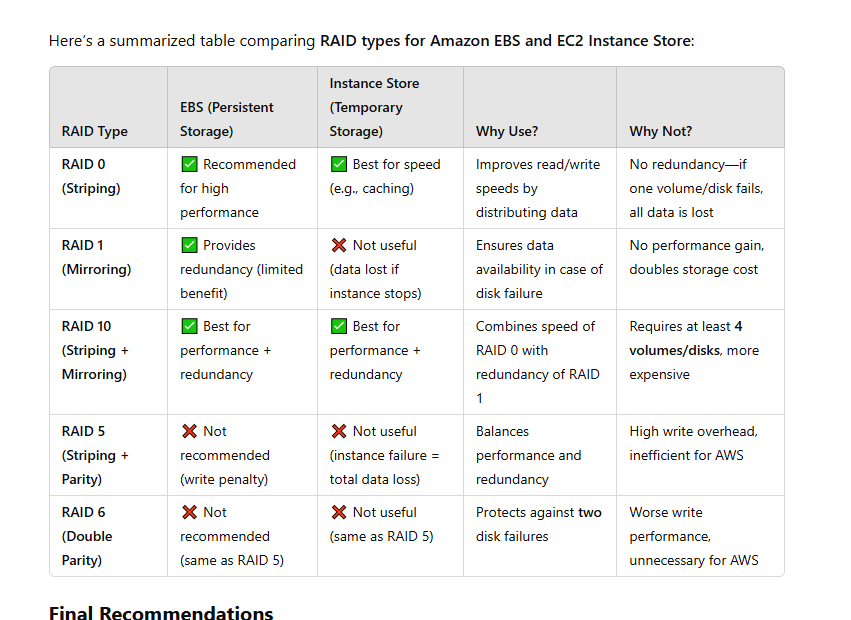 Here's a summarized table comparing RAID types for Amazon EBS and EC2 Instance Store:
RAID Type
EBS (Persistent
Storage)
Instance Store
(Temporary
Storage)
Why Use?
Why Not?
RAID 0
(Striping)
✅ Recommended
for high
performance
✅ Best for speed
(e.g., caching)
Improves read/write
speeds by
distributing data
No redundancy—if
one volume/disk fails,
all data is lost
RAID 1
(Mirroring)
✅ Provides
redundancy (limited
benefit)
❌ Not useful
(data lost if
instance stops)
Ensures data
availability in case of
disk failure
No performance gain,
doubles storage cost
RAID 10
(Striping +
Mirroring)
✅ Best for
performance +
redundancy
✅ Best for
performance +
redundancy
Combines speed of
RAID 0 with
redundancy of RAID
1
Requires at least 4
volumes/disks, more
expensive
RAID 5
(Striping +
Parity)
❌ Not
recommended
(write penalty)
❌ Not useful
(instance failure =
total data loss)
Balances
performance and
redundancy
High write overhead,
inefficient for AWS
RAID 6
(Double
Parity)
❌ Not
recommended
(same as RAID 5)
❌ Not useful
(same as RAID 5)
Protects against two
disk failures
Worse write
performance,
unnecessary for AWS
Final Recommendations